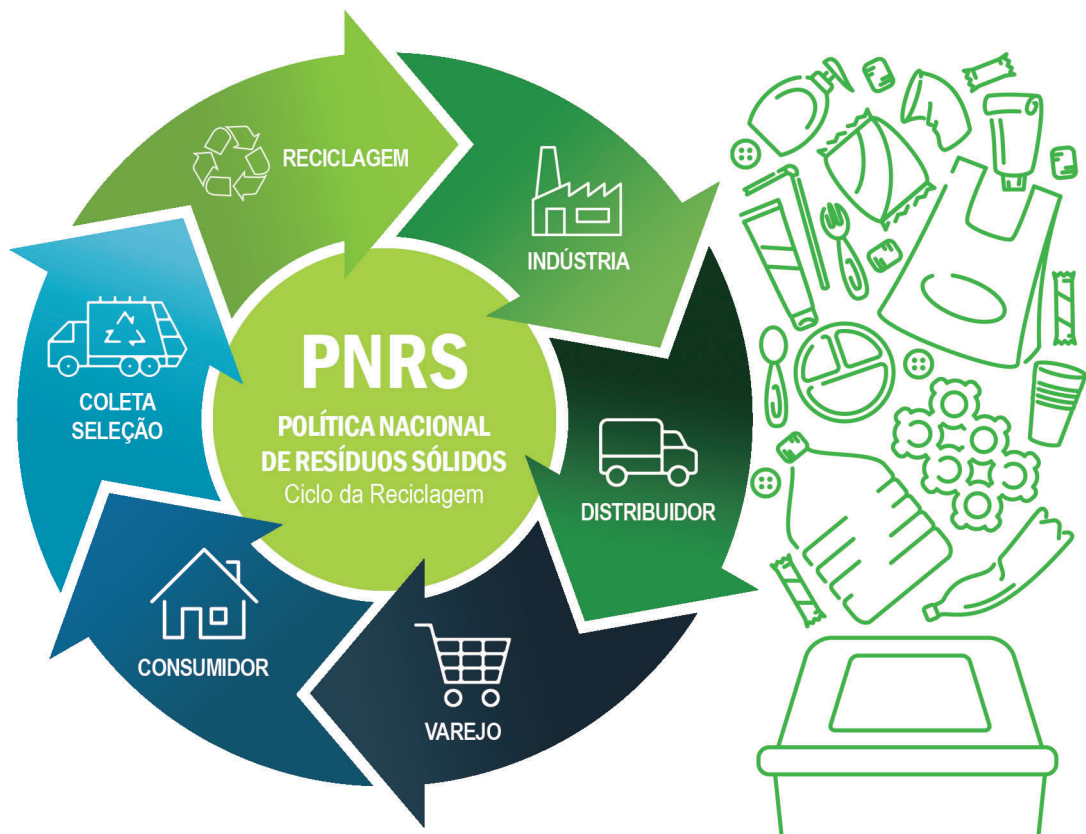 PNRS
POLÍTICA NACIONAL
DE RESÍDUOS SÓLIDOS
Ciclo da Reciclagem
RECICLAGEM
INDÚSTRIA
DISTRIBUIDOR
VAREJO
CONSUMIDOR
COLETA
SELEÇÃO